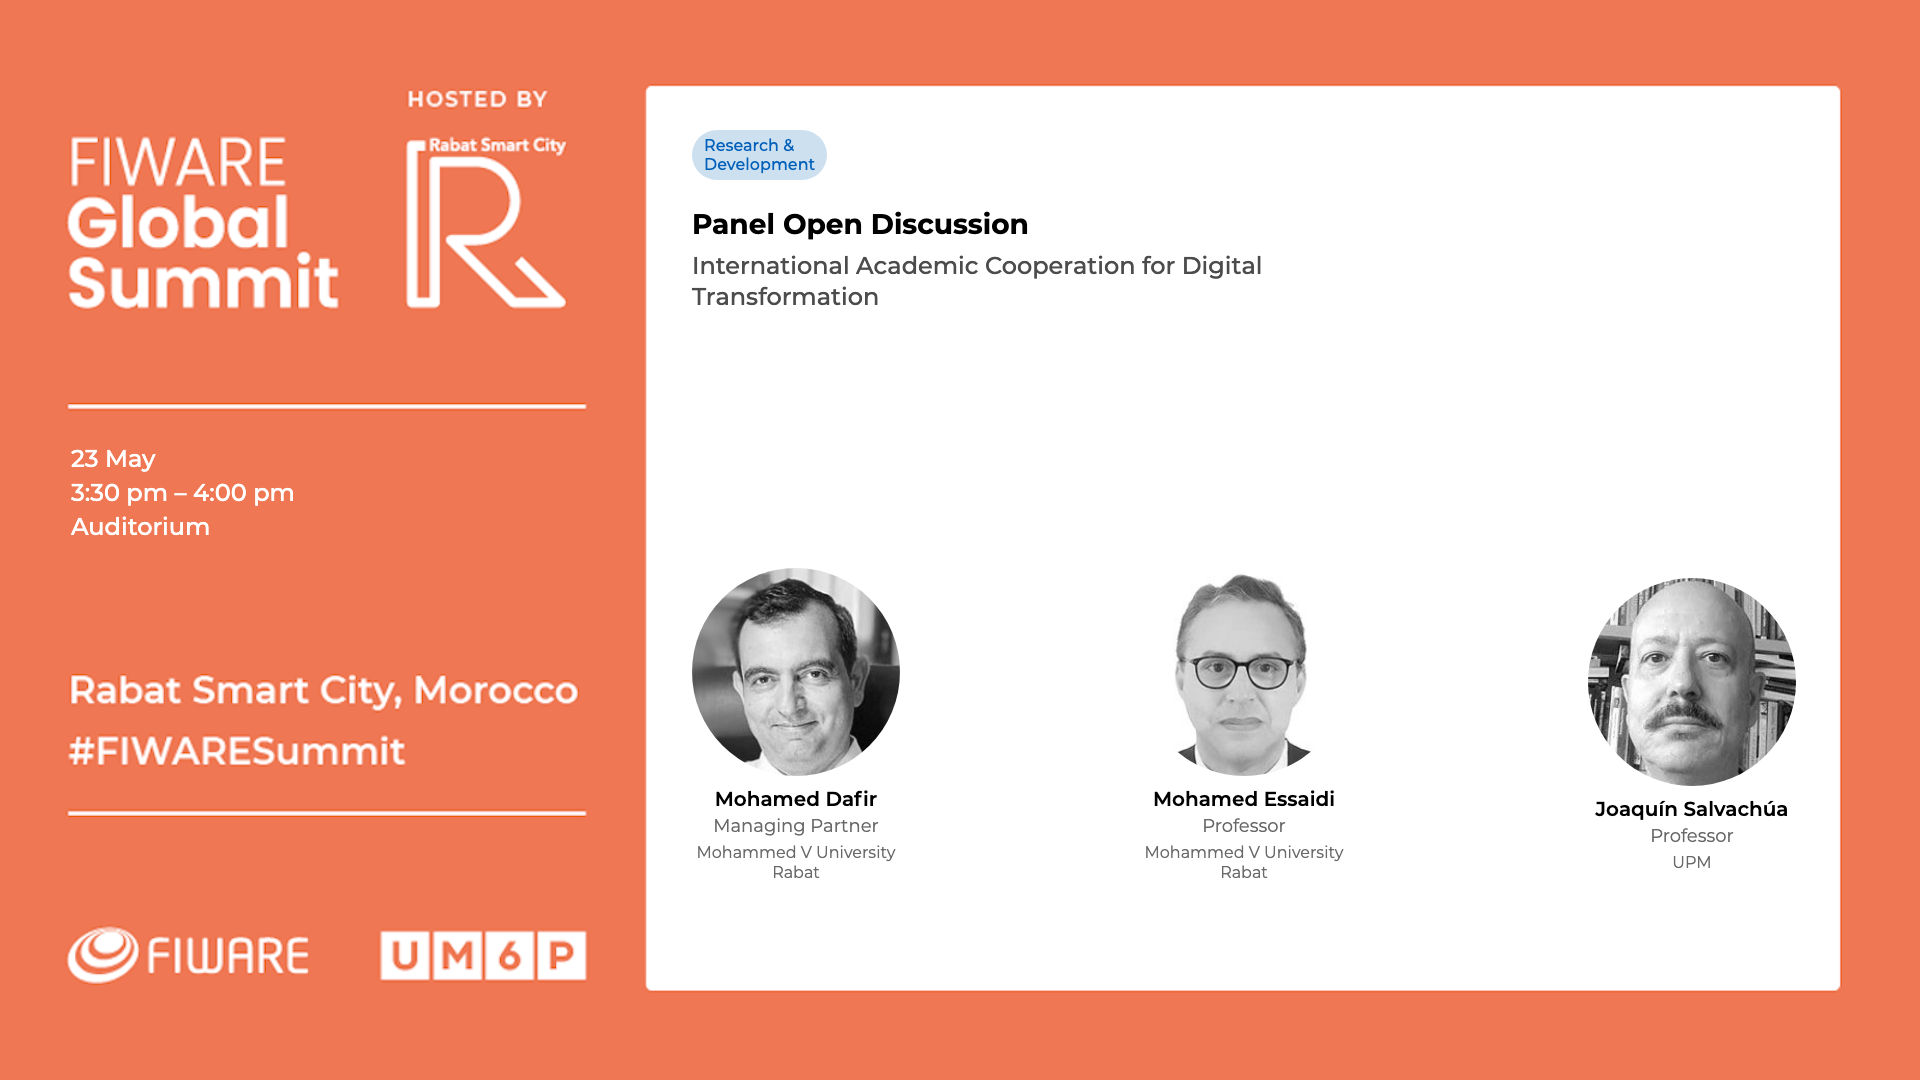 HOSTED BY
FIWARE
Global
Summit
Rabat Smart City
R
23 May
3:30 pm – 4:00 pm
Auditorium
Rabat Smart City, Morocco
#FIWARESummit
FIWARE
UM6P
Research &
Development
Panel Open Discussion
International Academic Cooperation for Digital
Transformation
Mohamed Dafir
Managing Partner
Mohammed V University
Rabat
Mohamed Essaidi
Professor
Mohammed V University
Rabat
Joaquín Salvachúa
Professor
UPM